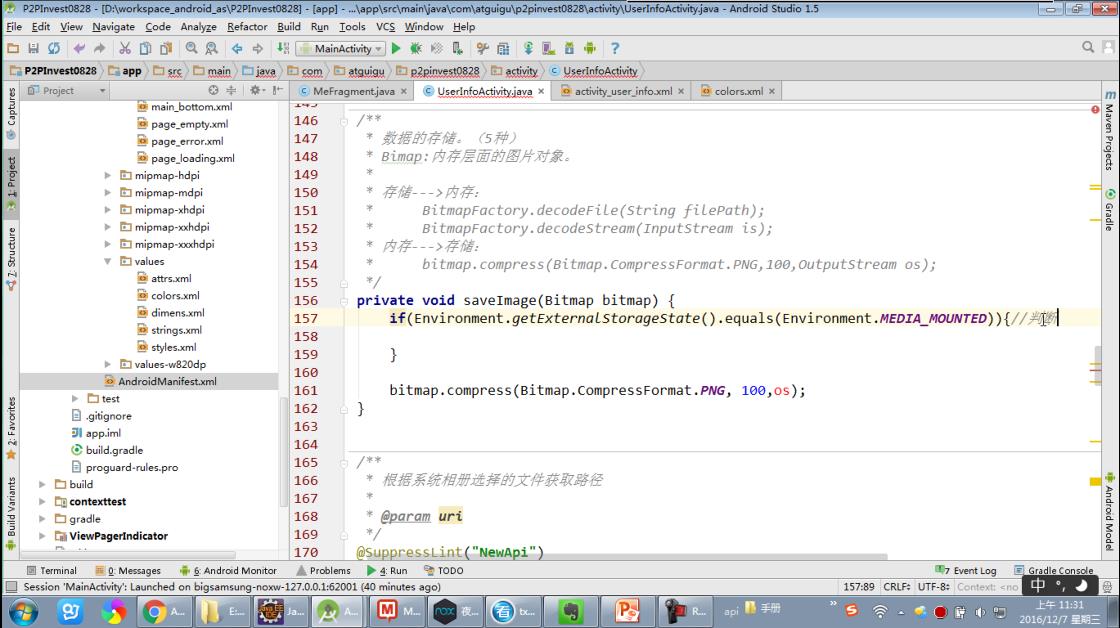 P2PInvest0828 - [D:\workspace_android_as\P2PInvest0828] - [app] - ...\app\src\main\java\com\atguigu\p2pinvest0828\activity\UserInfoActivity.java - Android Studio 1.5
File Edit View Navigate Code Analyze Refactor Build Run Tools VCS Window Help
MainActivity
P2PInvest0828 app src main java com atguigu p2pinvest0828 activity UserInfoActivity
Project MeFragment.java UserInfoActivity.java activity_user_info.xml colors.xml
Captures
1: Project
7: Structure
2: Favorites
Build Variants
main_bottom.xml
page_empty.xml
page_error.xml
page_loading.xml
mipmap-hdpi
mipmap-mdpi
mipmap-xhdpi
mipmap-xxhdpi
mipmap-xxxhdpi
values
attrs.xml
colors.xml
dimens.xml
strings.xml
styles.xml
values-w820dp
AndroidManifest.xml
test
.gitignore
app.iml
build.gradle
proguard-rules.pro
build
contexttest
gradle
ViewPagerIndicator
146 /**
147 * 数据的存储。（5种）
148 * Bimap:内存层面的图片对象。
149 *
150 * 存储--->内存：
151 * BitmapFactory.decodeFile(String filePath);
152 * BitmapFactory.decodeStream(InputStream is);
153 * 内存--->存储：
154 * bitmap.compress(Bitmap.CompressFormat.PNG,100,OutputStream os);
155 */
156 private void saveImage(Bitmap bitmap) {
157 if(Environment.getExternalStorageState().equals(Environment.MEDIA_MOUNTED)){//判断
158
159 }
160
161 bitmap.compress(Bitmap.CompressFormat.PNG, 100,os);
162 }
163
164
165 /**
166 * 根据系统相册选择的文件获取路径
167 *
168 * @param uri
169 */
170 @SuppressLint("NewApi")
Maven Projects
Gradle
Android Model
Terminal 0: Messages 6: Android Monitor Problems 4: Run TODO 7 Event Log Gradle Console
Session 'MainActivity': Launched on bigsamsung-noxw-127.0.0.1:62001 (40 minutes ago) 157:89 CRLF÷ UTF-8÷ Context: <no
中
A... E:... Ja... A... M... 夜... tx... R... api 手册
上午 11:31
2016/12/7 星期三